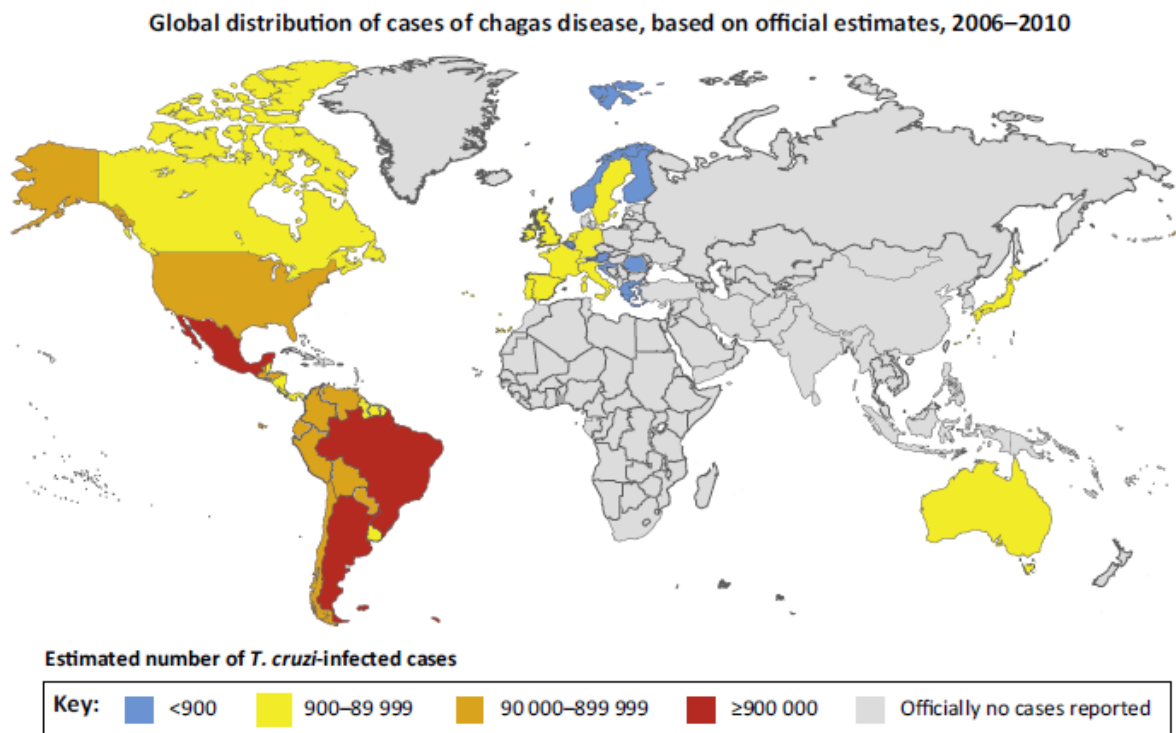 Global distribution of cases of chagas disease, based on official estimates, 2006–2010
Estimated number of T. cruzi-infected cases
Key: <900 900–89 999 90 000–899 999 ≥900 000 Officially no cases reported